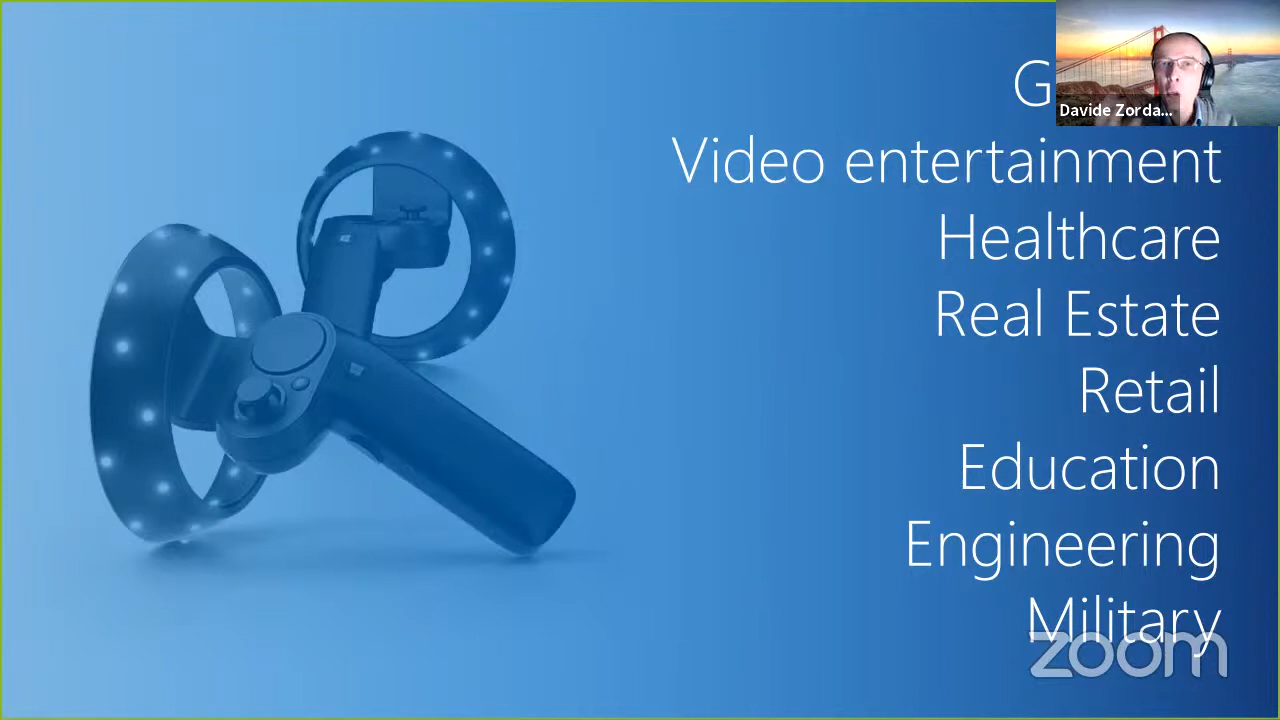 Davide Zorda...
Video entertainment
Healthcare
Real Estate
Retail
Education
Engineering
Military
zoom